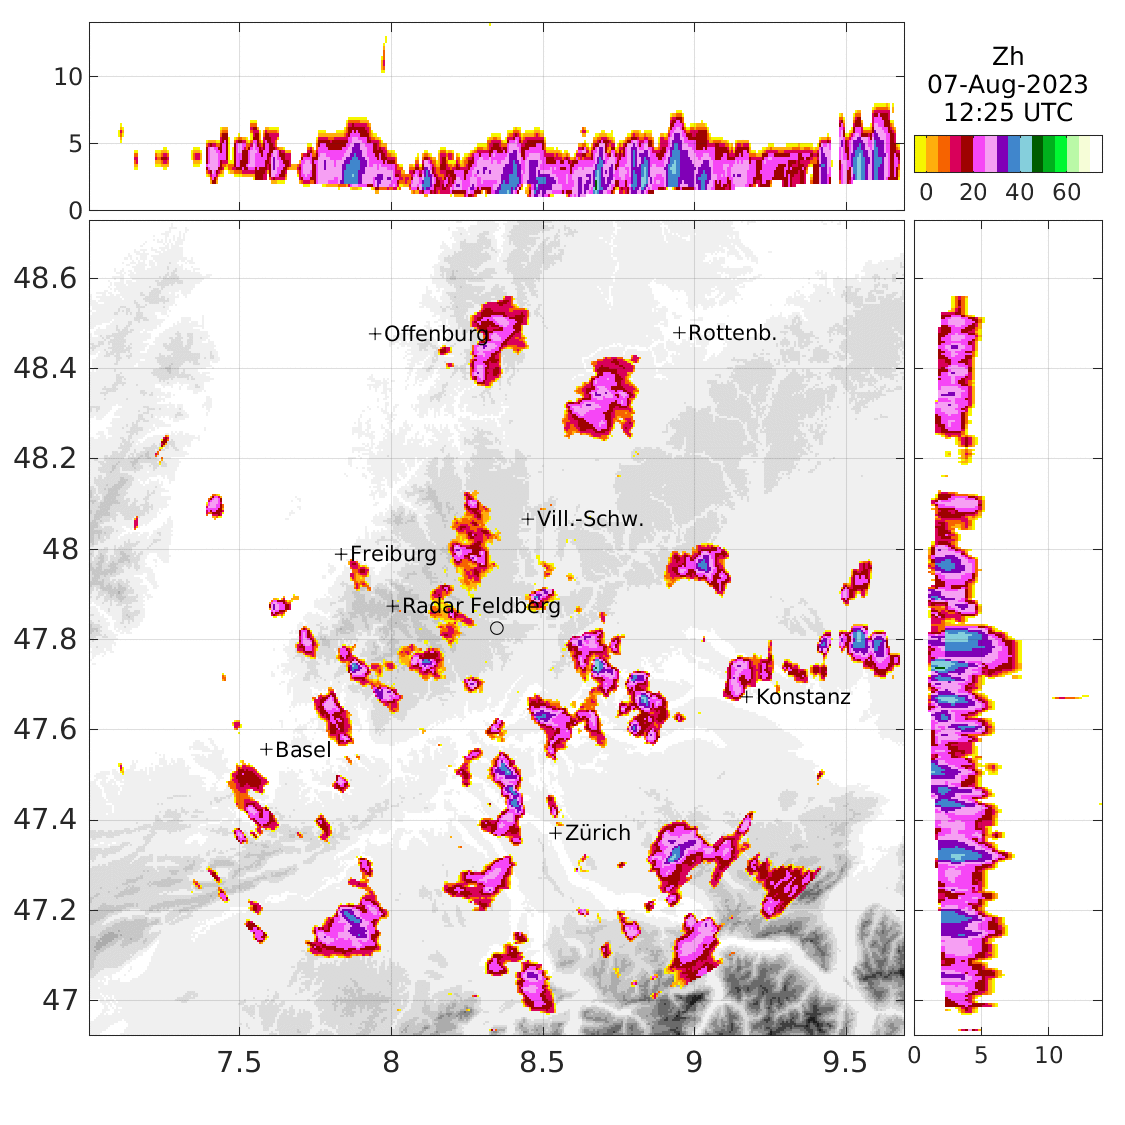 10
5
0
Zh
07-Aug-2023
12:25 UTC
0 20 40 60
48.6
48.4
48.2
48
47.8
47.6
47.4
47.2
47
+Offenburg
+Rottenb.
+Vill.-Schw.
+Freiburg
+Radar Feldberg
+Konstanz
+Basel
+Zürich
7.5 8 8.5 9 9.5
0 5 10